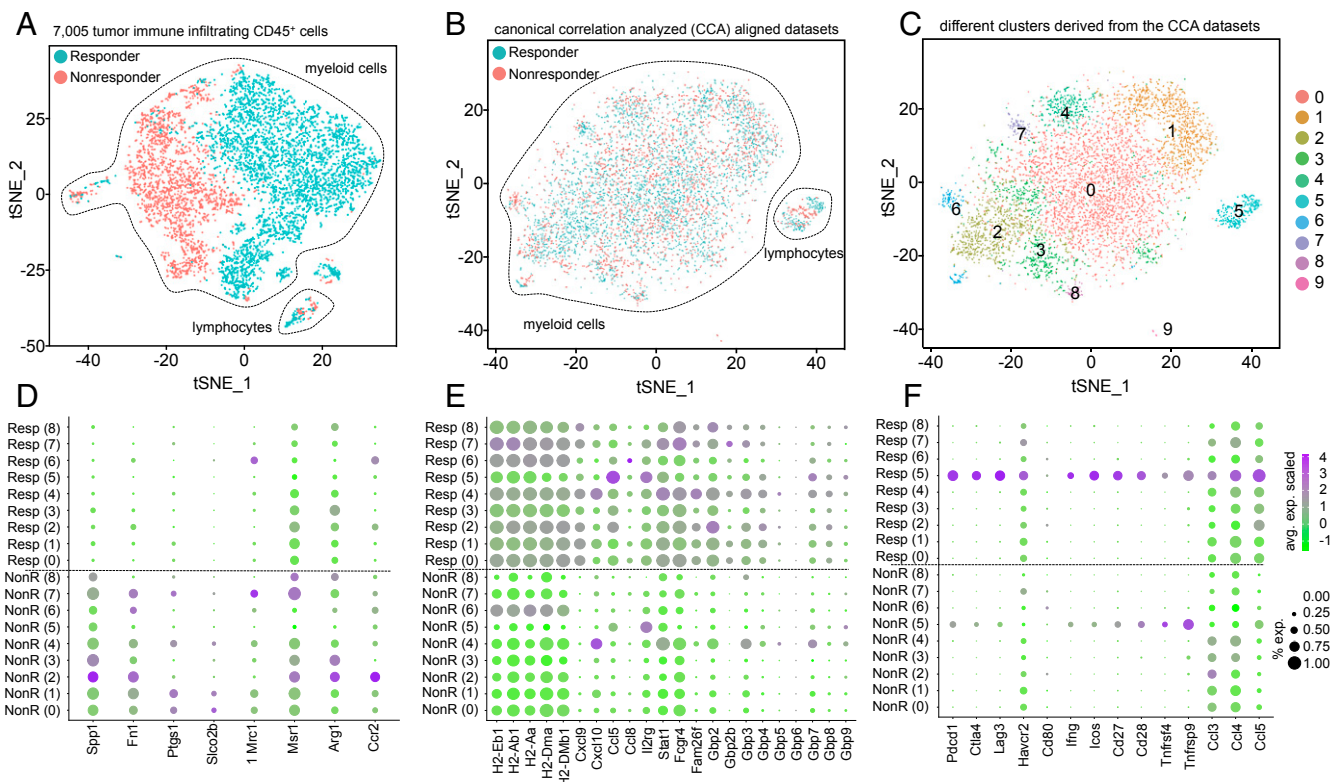 A
7,005 tumor immune infiltrating CD45+ cells
Responder
Nonresponder
myeloid cells
lymphocytes
25
0
-25
-50
tSNE_2
-40
-20
0
20
tSNE_1
B
canonical correlation analyzed (CCA) aligned datasets
Responder
Nonresponder
lymphocytes
myeloid cells
20
0
-20
-40
tSNE_2
-40
-20
0
20
40
tSNE_1
C
different clusters derived from the CCA datasets
4
1
7
0
6
5
2
3
8
9
20
0
-20
-40
tSNE_2
-40
-20
0
20
40
tSNE_1
0
1
2
3
4
5
6
7
8
9
D
Resp (8)
Resp (7)
Resp (6)
Resp (5)
Resp (4)
Resp (3)
Resp (2)
Resp (1)
Resp (0)
NonR (8)
NonR (7)
NonR (6)
NonR (5)
NonR (4)
NonR (3)
NonR (2)
NonR (1)
NonR (0)
Spp1
Fn1
Ptgs1
Slco2b
1 Mrc1
Msr1
Arg1
Ccr2
E
Resp (8)
Resp (7)
Resp (6)
Resp (5)
Resp (4)
Resp (3)
Resp (2)
Resp (1)
Resp (0)
NonR (8)
NonR (7)
NonR (6)
NonR (5)
NonR (4)
NonR (3)
NonR (2)
NonR (1)
NonR (0)
H2-Eb1
H2-Ab1
H2-Aa
H2-Dma
H2-DMb1
Cxcl9
Cxcl10
Ccl5
Ccl8
Il2rg
Stat1
Fcgr4
Fam26f
Gbp2
Gbp2b
Gbp3
Gbp4
Gbp5
Gbp6
Gbp7
Gbp8
Gbp9
F
Resp (8)
Resp (7)
Resp (6)
Resp (5)
Resp (4)
Resp (3)
Resp (2)
Resp (1)
Resp (0)
NonR (8)
NonR (7)
NonR (6)
NonR (5)
NonR (4)
NonR (3)
NonR (2)
NonR (1)
NonR (0)
Pdcd1
Ctla4
Lag3
Havcr2
Cd80
Ifng
Icos
Cd27
Cd28
Tnfrsf4
Tnfrsp9
Ccl3
Ccl4
Ccl5
avg. exp. scaled
4
3
2
1
0
-1
% exp.
0.00
0.25
0.50
0.75
1.00